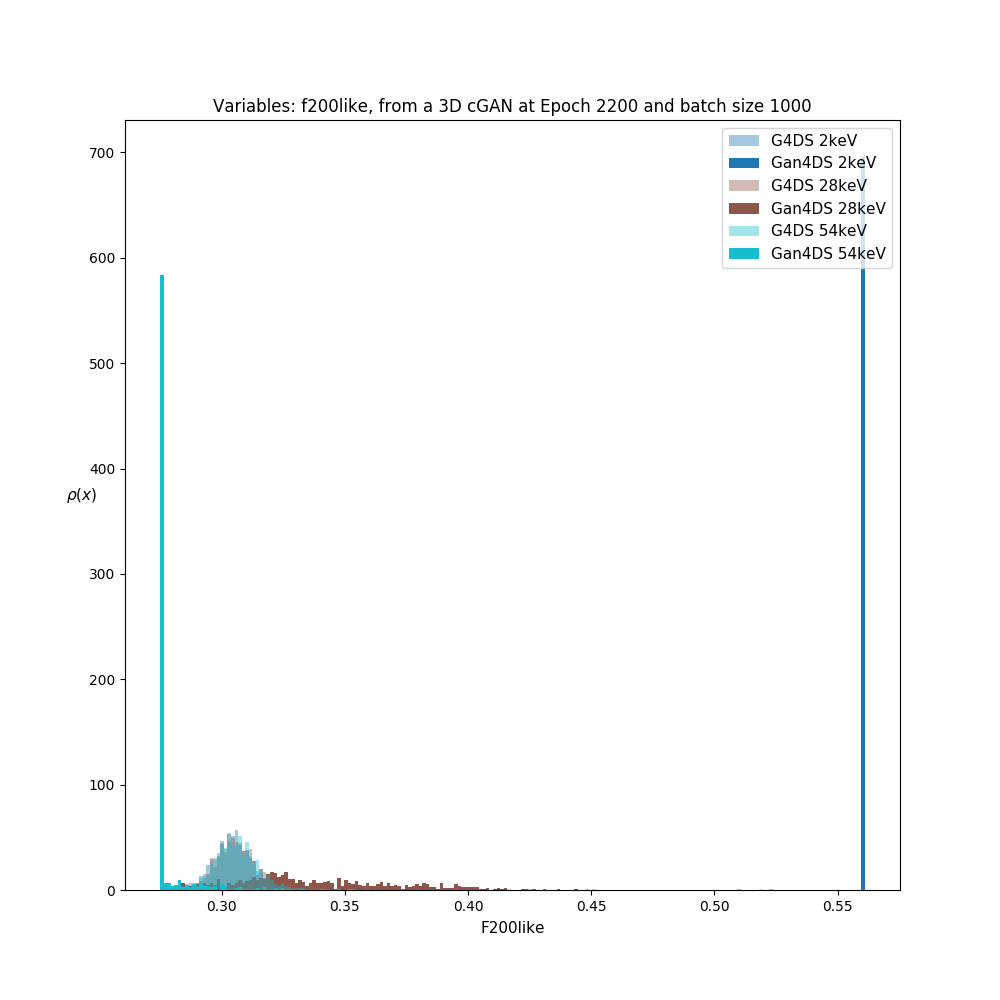 Variables: f200like, from a 3D cGAN at Epoch 2200 and batch size 1000
G4DS 2keV
Gan4DS 2keV
G4DS 28keV
Gan4DS 28keV
G4DS 54keV
Gan4DS 54keV
700
600
500
400
300
200
100
0
ρ(x)
0.30 0.35 0.40 0.45 0.50 0.55
F200like